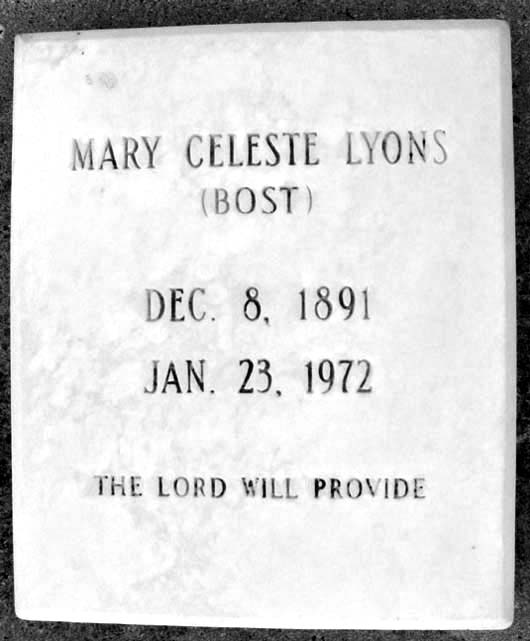 MARY CELESTE LYONS
(BOST)
DEC. 8, 1891
JAN. 23, 1972
THE LORD WILL PROVIDE